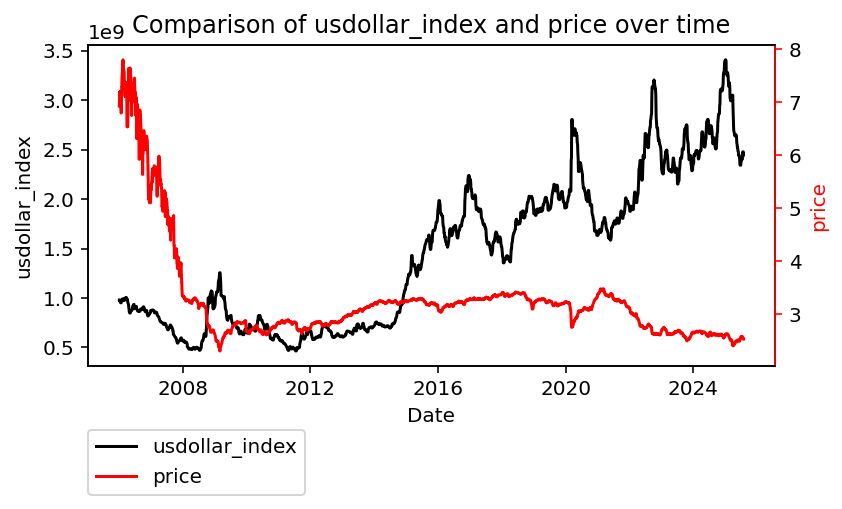 Comparison of usdollar_index and price over time
1e9
usdollar_index
3.5
3.0
2.5
2.0
1.5
1.0
0.5
8
7
6
5
4
3
price
2008
2012
2016
2020
2024
Date
usdollar_index
price